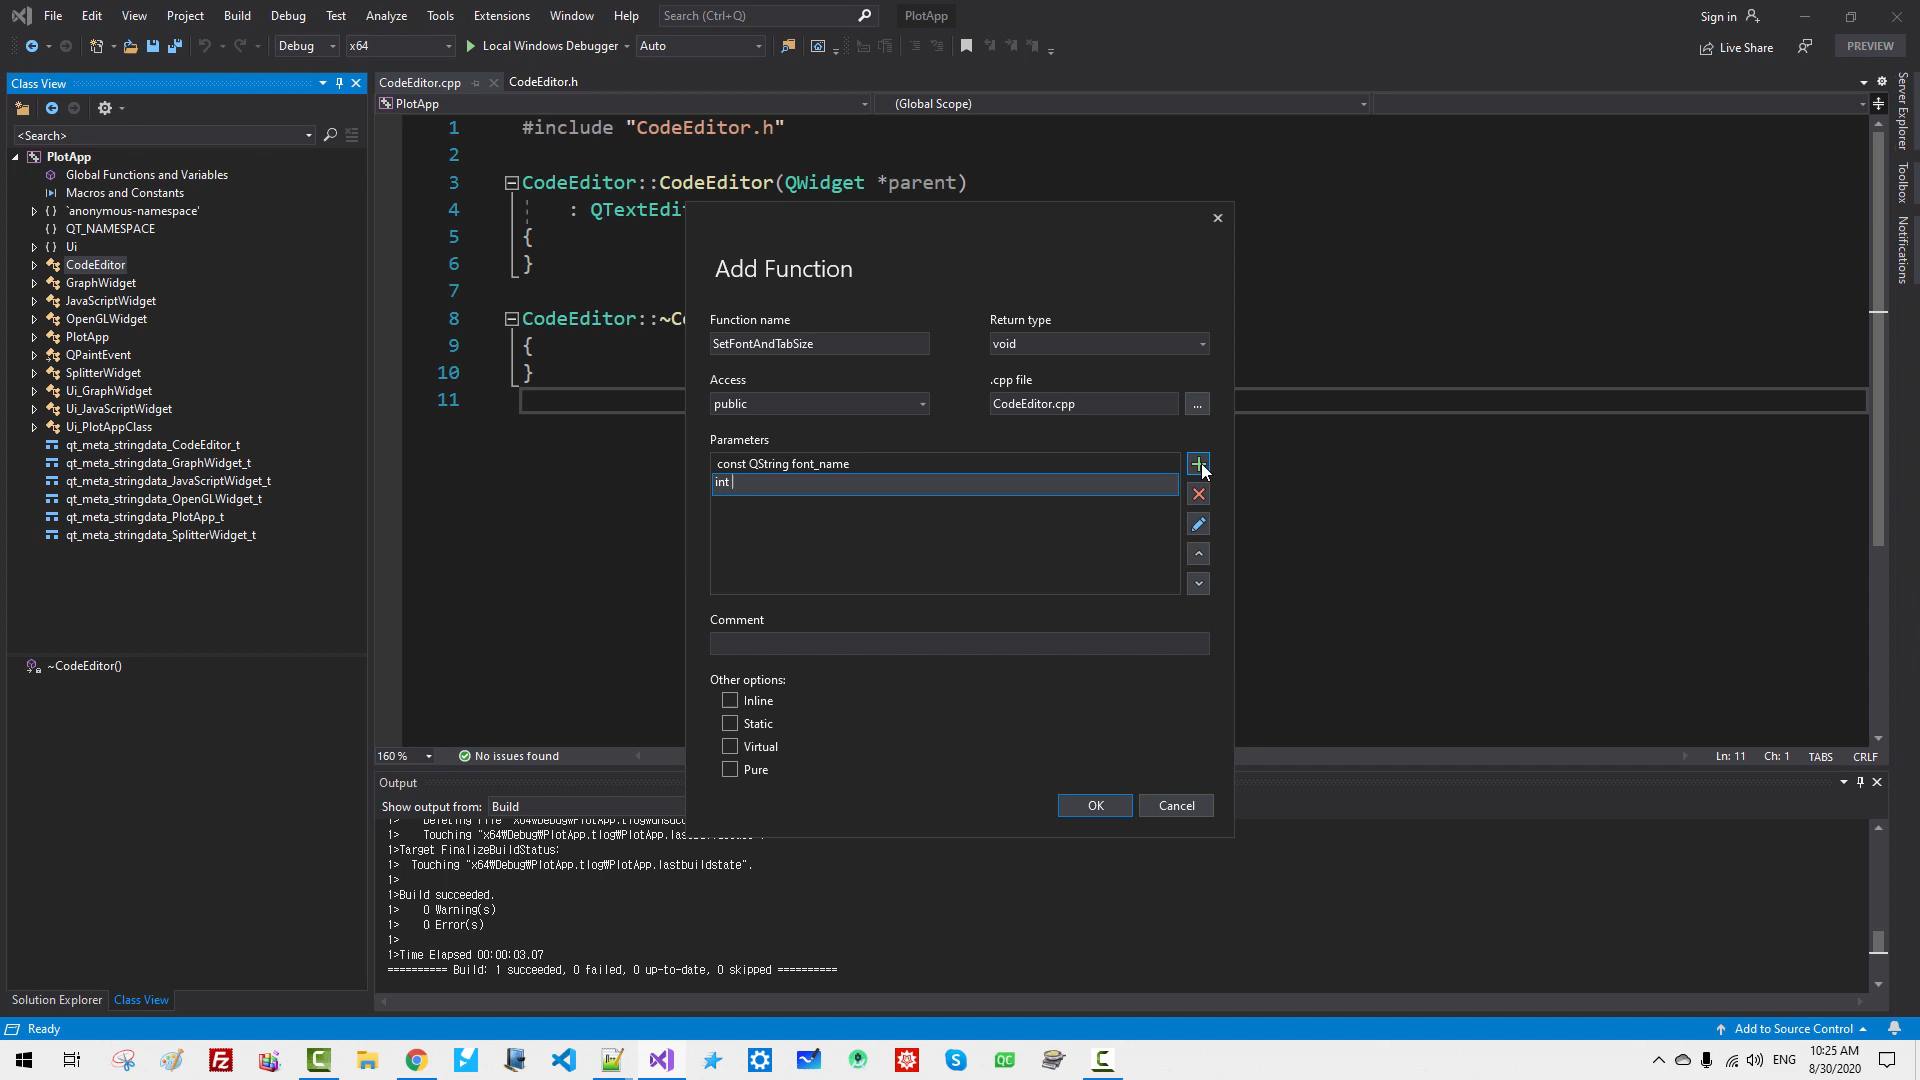 File Edit View Project Build Debug Test Analyze Tools Extensions Window Help Search (Ctrl+Q) PlotApp Sign in
Debug x64 Local Windows Debugger Auto Live Share PREVIEW
Class View
CodeEditor.cpp CodeEditor.h
PlotApp (Global Scope)
<Search>
PlotApp
Global Functions and Variables
Macros and Constants
`anonymous-namespace'
QT_NAMESPACE
Ui
CodeEditor
GraphWidget
JavaScriptWidget
OpenGLWidget
PlotApp
QPaintEvent
SplitterWidget
Ui_GraphWidget
Ui_JavaScriptWidget
Ui_PlotAppClass
qt_meta_stringdata_CodeEditor_t
qt_meta_stringdata_GraphWidget_t
qt_meta_stringdata_JavaScriptWidget_t
qt_meta_stringdata_OpenGLWidget_t
qt_meta_stringdata_PlotApp_t
qt_meta_stringdata_SplitterWidget_t
~CodeEditor()
Solution Explorer Class View
1 #include "CodeEditor.h"
2
3 CodeEditor::CodeEditor(QWidget *parent)
4 : QTextEdi
5 {
6 }
7
8 CodeEditor::~C
9 {
10 }
11
Add Function
Function name
SetFontAndTabSize
Return type
void
Access
public
.cpp file
CodeEditor.cpp
...
Parameters
const QString font_name
int
Comment
Other options:
Inline
Static
Virtual
Pure
OK Cancel
160 % No issues found Ln: 11 Ch: 1 TABS CRLF
Output
Show output from: Build
1> Touching "x64₩Debug₩PlotApp.tlog₩PlotApp.
1>Target FinalizeBuildStatus:
1> Touching "x64₩Debug₩PlotApp.tlog₩PlotApp.lastbuildstate".
1>
1>Build succeeded.
1> 0 Warning(s)
1> 0 Error(s)
1>
1>Time Elapsed 00:00:03.07
========== Build: 1 succeeded, 0 failed, 0 up-to-date, 0 skipped ==========
Server Explorer
Toolbox
Notifications
Ready Add to Source Control
ENG
10:25 AM
8/30/2020